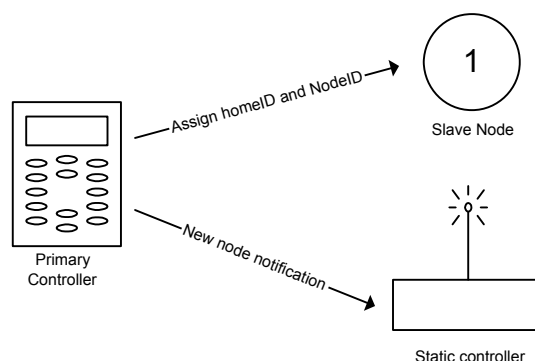 Assign homeID and NodeID
1
Slave Node
Primary
Controller
New node notification
Static controller